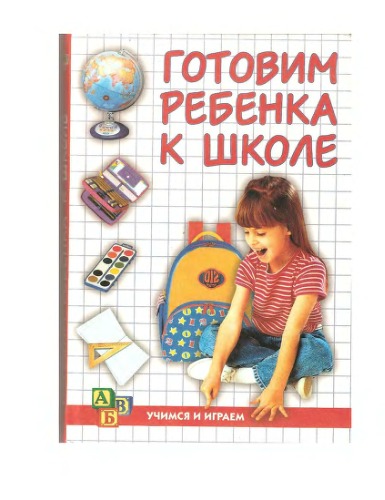 ГОТОВИМ
РЕБЕНКА
К ШКОЛЕ
А
В
Б
УЧИМСЯ И ИГРАЕМ